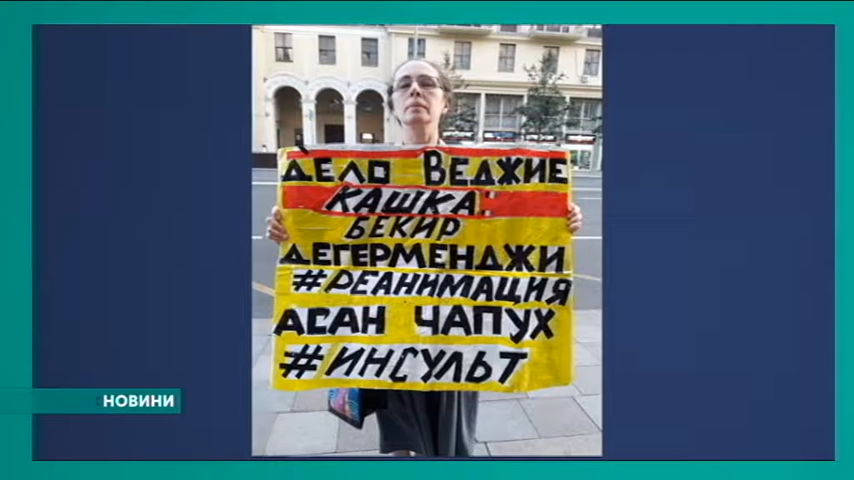 ДЕЛО ВЕДЖИЕ
КАШКА:
БЕКИР
ДЕГЕРМЕНДЖИ
#РЕАНИМАЦИЯ
АСАН ЧАПУХ
#ИНСУЛЬТ
НОВИНИ